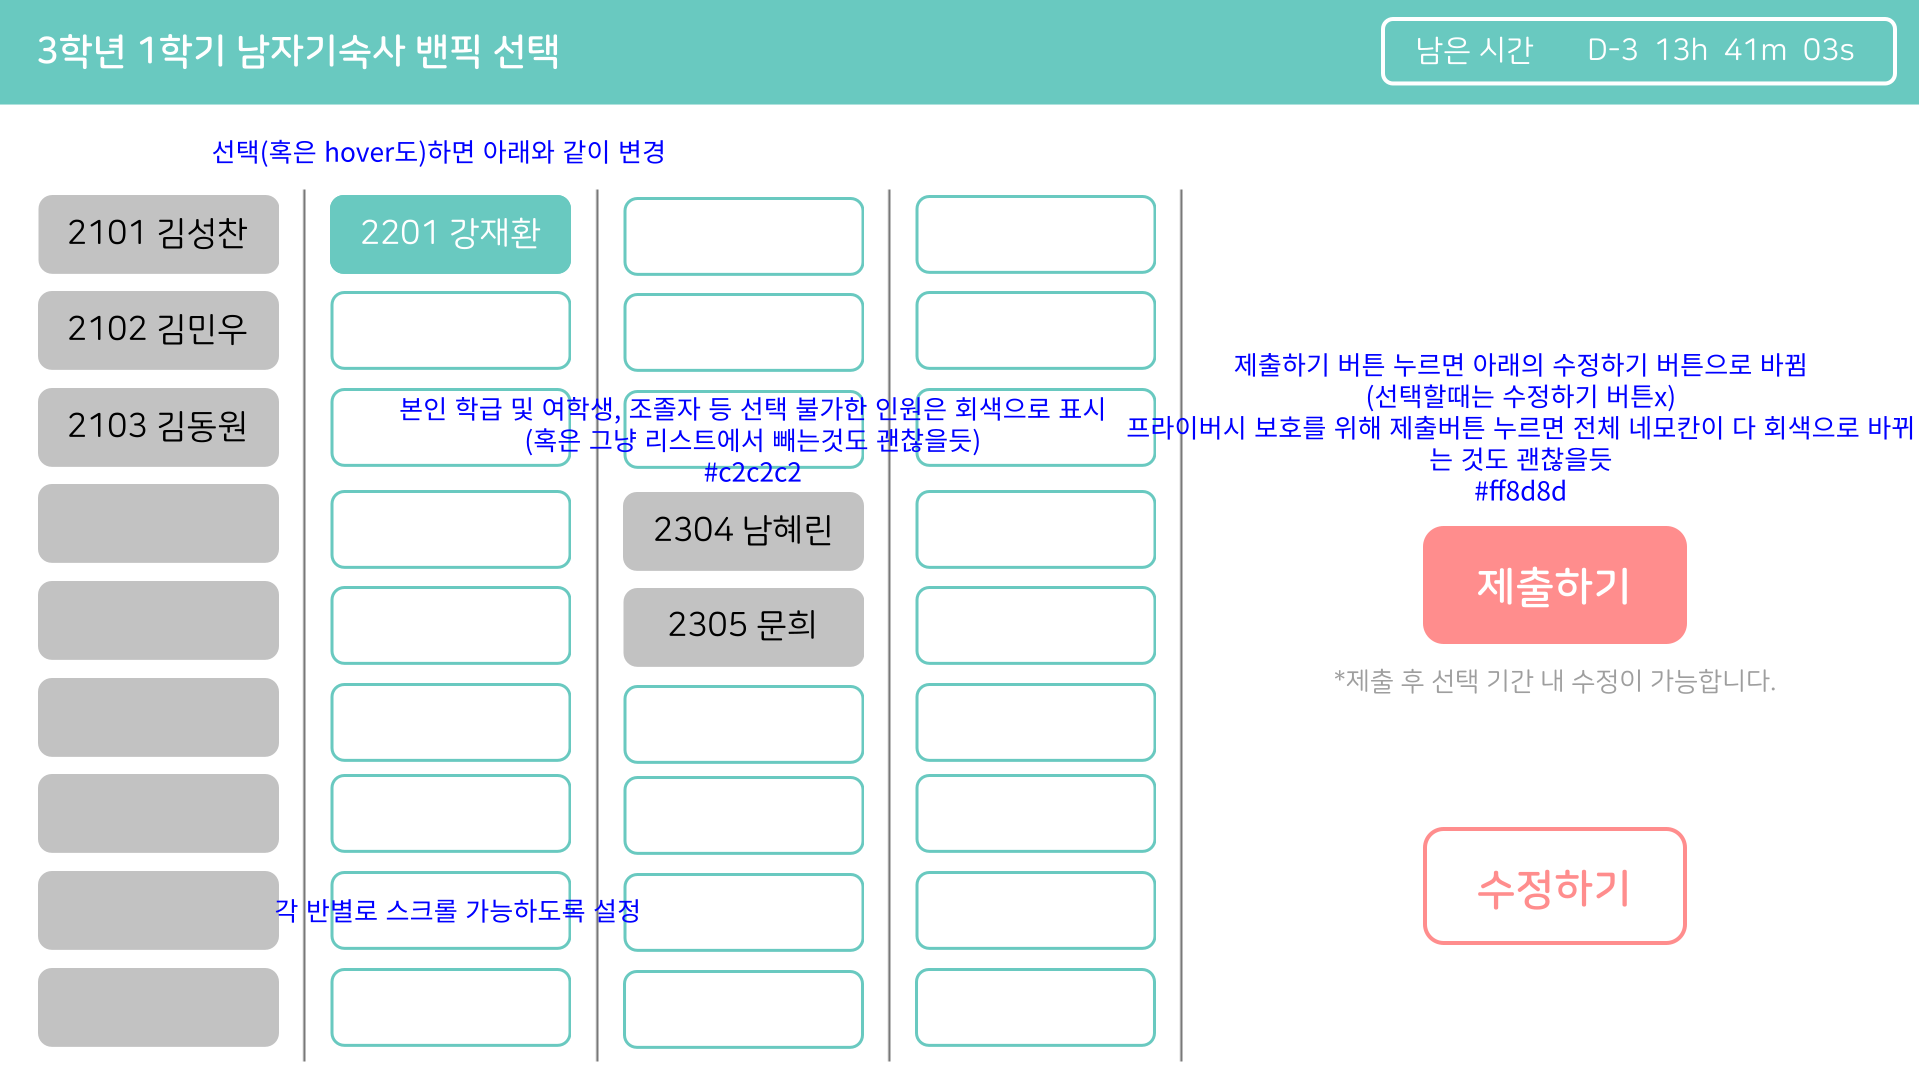 3학년 1학기 남자기숙사 밴픽 선택
남은 시간 D-3 13h 41m 03s
선택(혹은 hover도)하면 아래와 같이 변경
2101 김성찬
2201 강재환
2102 김민우
2103 김동원
본인 학급 및 여학생, 조졸자 등 선택 불가한 인원은 회색으로 표시
(혹은 그냥 리스트에서 빼는것도 괜찮을듯)
#c2c2c2
2304 남혜린
2305 문희
각 반별로 스크롤 가능하도록 설정
제출하기 버튼 누르면 아래의 수정하기 버튼으로 바뀜
(선택할때는 수정하기 버튼x)
프라이버시 보호를 위해 제출버튼 누르면 전체 네모칸이 다 회색으로 바뀌
는 것도 괜찮을듯
#ff8d8d
제출하기
*제출 후 선택 기간 내 수정이 가능합니다.
수정하기